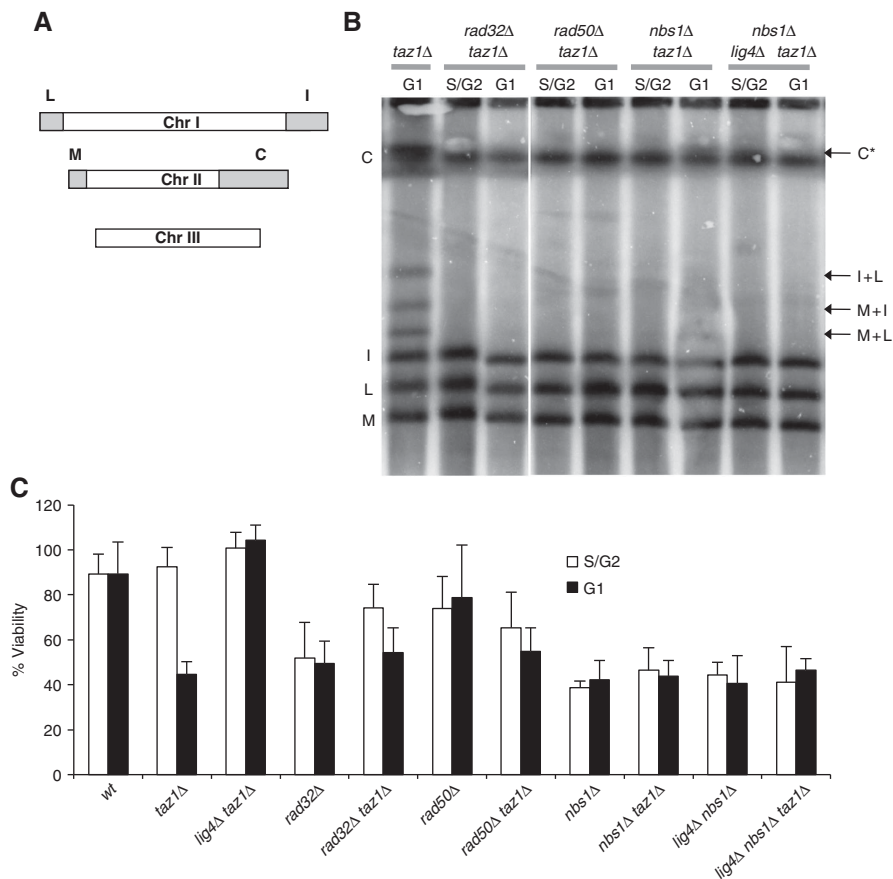 A
L I
Chr I
M C
Chr II
Chr III
B
rad32Δ rad50Δ nbs1Δ nbs1Δ
taz1Δ taz1Δ taz1Δ taz1Δ lig4Δ taz1Δ
G1 S/G2 G1 S/G2 G1 S/G2 G1 S/G2 G1
C C*
I+L
M+I
M+L
I
L
M
C
120
100
80
60
40
20
0
% Viability
S/G2
G1
wt
taz1Δ
lig4Δ taz1Δ
rad32Δ
rad32Δ taz1Δ
rad50Δ
rad50Δ taz1Δ
nbs1Δ
nbs1Δ taz1Δ
lig4Δ nbs1Δ
lig4Δ nbs1Δ taz1Δ